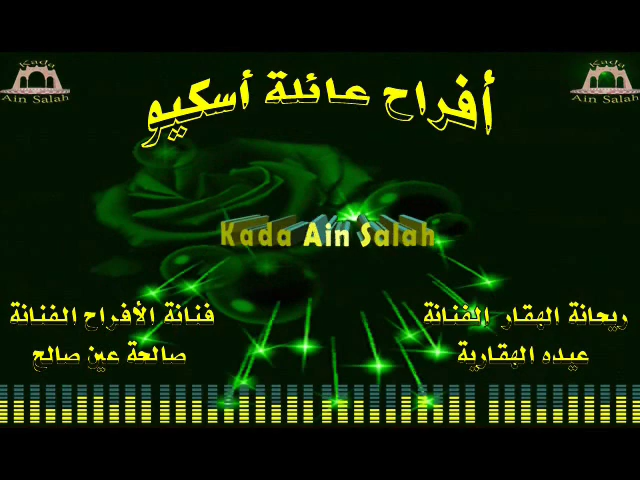 Kada
Ain Salah
Kada
Ain Salah
أفراح عائلة أسكيو
Kada Ain Salah
ريحانة الهقار الفنانة
عيده الهقارية
فنانة الأفراح الفنانة
صالحة عين صالح